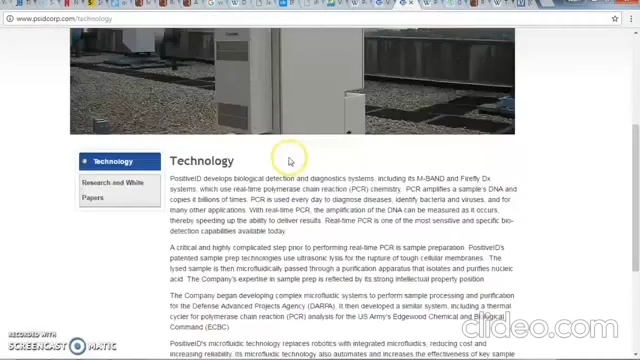 www.psidcorp.com/technology
Technology
Research and White
Papers
Technology
PositiveID develops biological detection and diagnostics systems, including its M-BAND and Firefly Dx
systems, which use real-time polymerase chain reaction (PCR) chemistry. PCR amplifies a sample's DNA and
copies it billions of times. PCR is used every day to diagnose diseases, identify bacteria and viruses, and for
many other applications. With real-time PCR, the amplification of the DNA can be measured as it occurs,
thereby speeding up the ability to deliver results. Real-time PCR is one of the most sensitive and specific bio-
detection capabilities available today.
A critical and highly complicated step prior to performing real-time PCR is sample preparation. PositiveID's
patented sample prep technologies use ultrasonic lysis for the rupture of tough cellular membranes. The
lysed sample is then microfluidically passed through a purification apparatus that isolates and purifies nucleic
acid. The Company's expertise in sample prep is reflected by its strong intellectual property position.
The Company began developing complex microfluidic systems to perform sample processing and purification
for the Defense Advanced Projects Agency (DARPA). It then developed a similar system, including a thermal
cycler for polymerase chain reaction (PCR) analysis for the US Army's Edgewood Chemical and Biological
Command (ECBC)
PositiveID's microfluidic technology replaces robotics with integrated microfluidics, reducing cost and
increasing reliability. Its microfluidic technology also automates and increases the effectiveness of key sample
RECORDED WITH
SCREENCAST MATIC
clideo.com